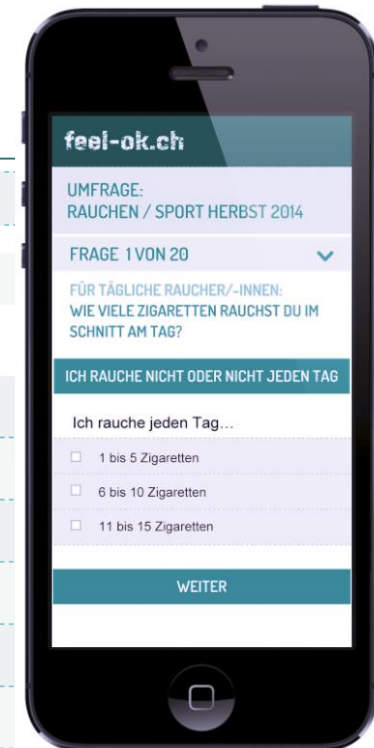 feel-ok.ch
UMFRAGE:
RAUCHEN / SPORT HERBST 2014
FRAGE 1 VON 20
FÜR TÄGLICHE RAUCHER/-INNEN:
WIE VIELE ZIGARETTEN RAUCHST DU IM
SCHNITT AM TAG?
ICH RAUCHE NICHT ODER NICHT JEDEN TAG
Ich rauche jeden Tag...
1 bis 5 Zigaretten
6 bis 10 Zigaretten
11 bis 15 Zigaretten
WEITER